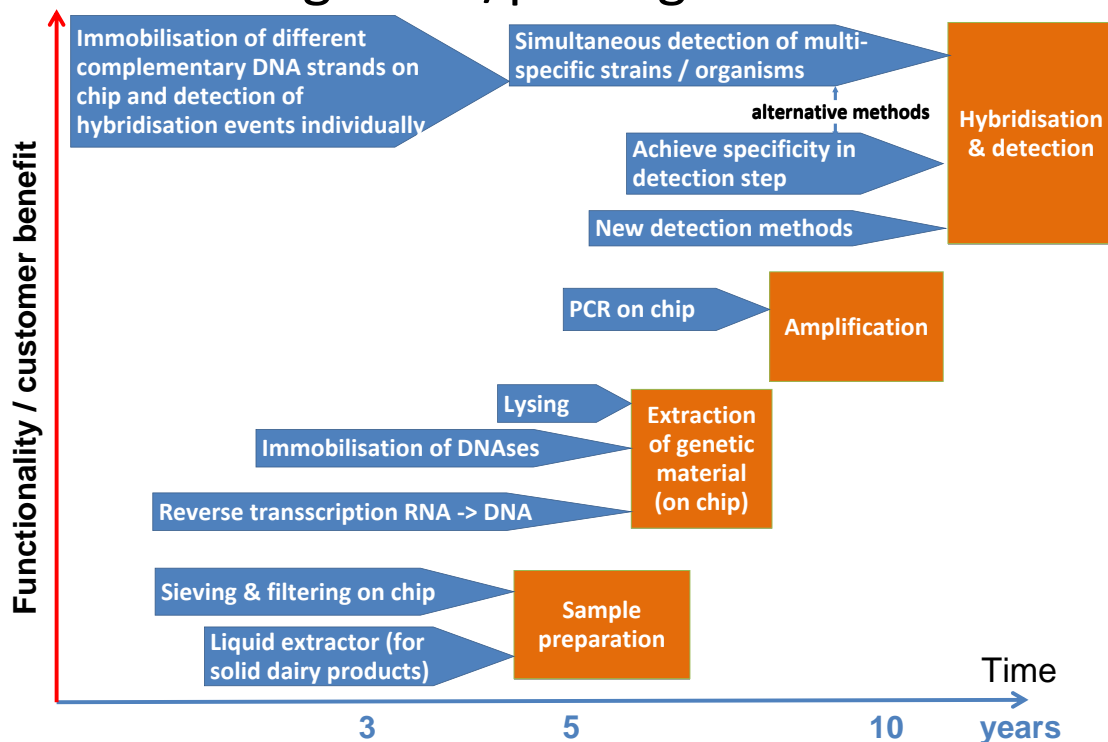 Functionality / customer benefit
Immobilisation of different
complementary DNA strands on
chip and detection of
hybridisation events individually
Simultaneous detection of multi-
specific strains / organisms
alternative methods
Achieve specificity in
detection step
New detection methods
Hybridisation
& detection
PCR on chip
Amplification
Lysing
Immobilisation of DNAses
Reverse transscription RNA -> DNA
Extraction
of genetic
material
(on chip)
Sieving & filtering on chip
Liquid extractor (for
solid dairy products)
Sample
preparation
Time
3
5
10
years